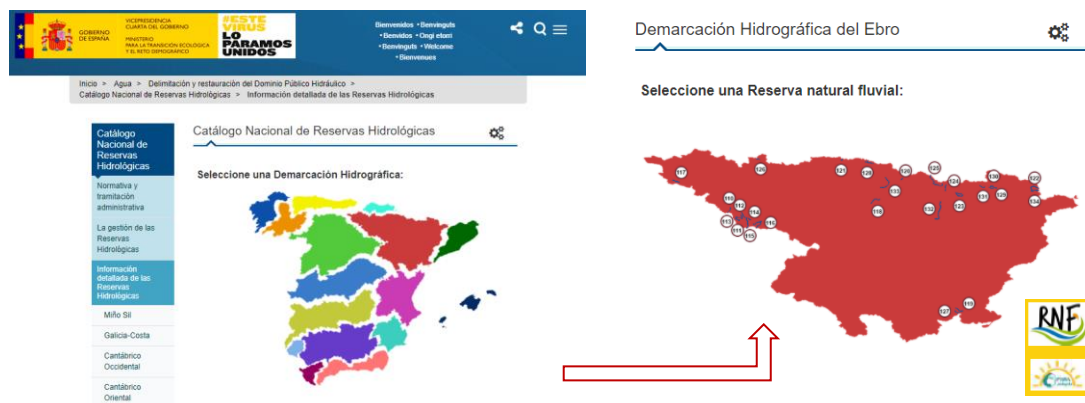 GOBIERNO
DE ESPAÑA
VICEPRESIDENCIA
CUARTA DEL GOBIERNO
MINISTERIO
PARA LA TRANSICIÓN ECOLÓGICA
Y EL RETO DEMOGRÁFICO
#ESTE
VIRUS
LO
PARAMOS
UNIDOS
Bienvenidos • Benvinguts
• Benvidos • Ongi etorri
• Benvinguts • Welcome
• Bienvenues
Inicio > Agua > Delimitación y restauración del Dominio Público Hidráulico >
Catálogo Nacional de Reservas Hidrológicas > Información detallada de las Reservas Hidrológicas
Catálogo
Nacional de
Reservas
Hidrológicas
Normativa y
tramitación
administrativa
La gestión de las
Reservas
Hidrológicas
Información
detallada de las
Reservas
Hidrológicas
Miño Sil
Galicia-Costa
Cantábrico
Occidental
Cantábrico
Oriental
Catálogo Nacional de Reservas Hidrológicas
Seleccione una Demarcación Hidrográfica:
Demarcación Hidrográfica del Ebro
Seleccione una Reserva natural fluvial:
117
126
121
128
120
125
124
130
122
133
131
129
134
110
112
114
113
116
111
115
118
132
123
127
119
RNF